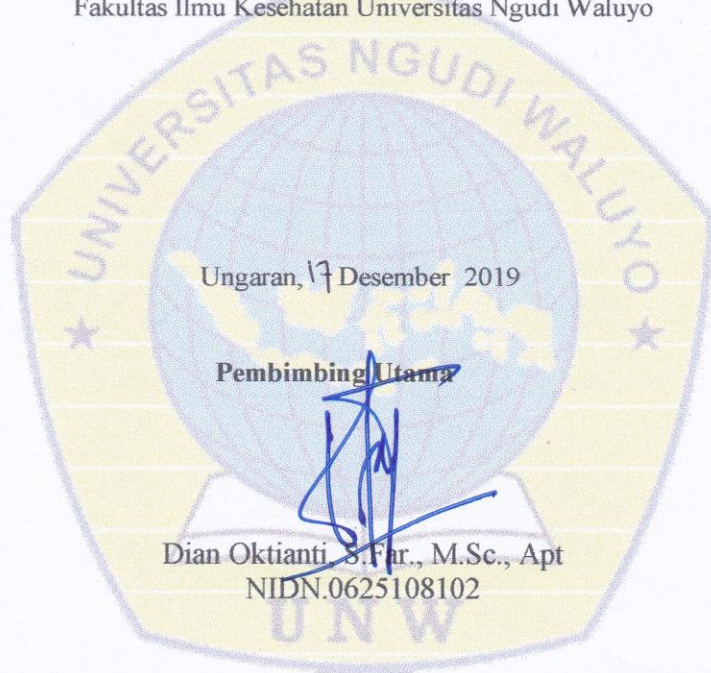 Fakultas Ilmu Kesehatan Universitas Ngudi Waluyo
UNIVERSITAS NGUDI WALUYO
Ungaran, 17 Desember 2019
Pembimbing Utama
Dian Oktianti, S.Far., M.Sc., Apt
NIDN.0625108102
UNW